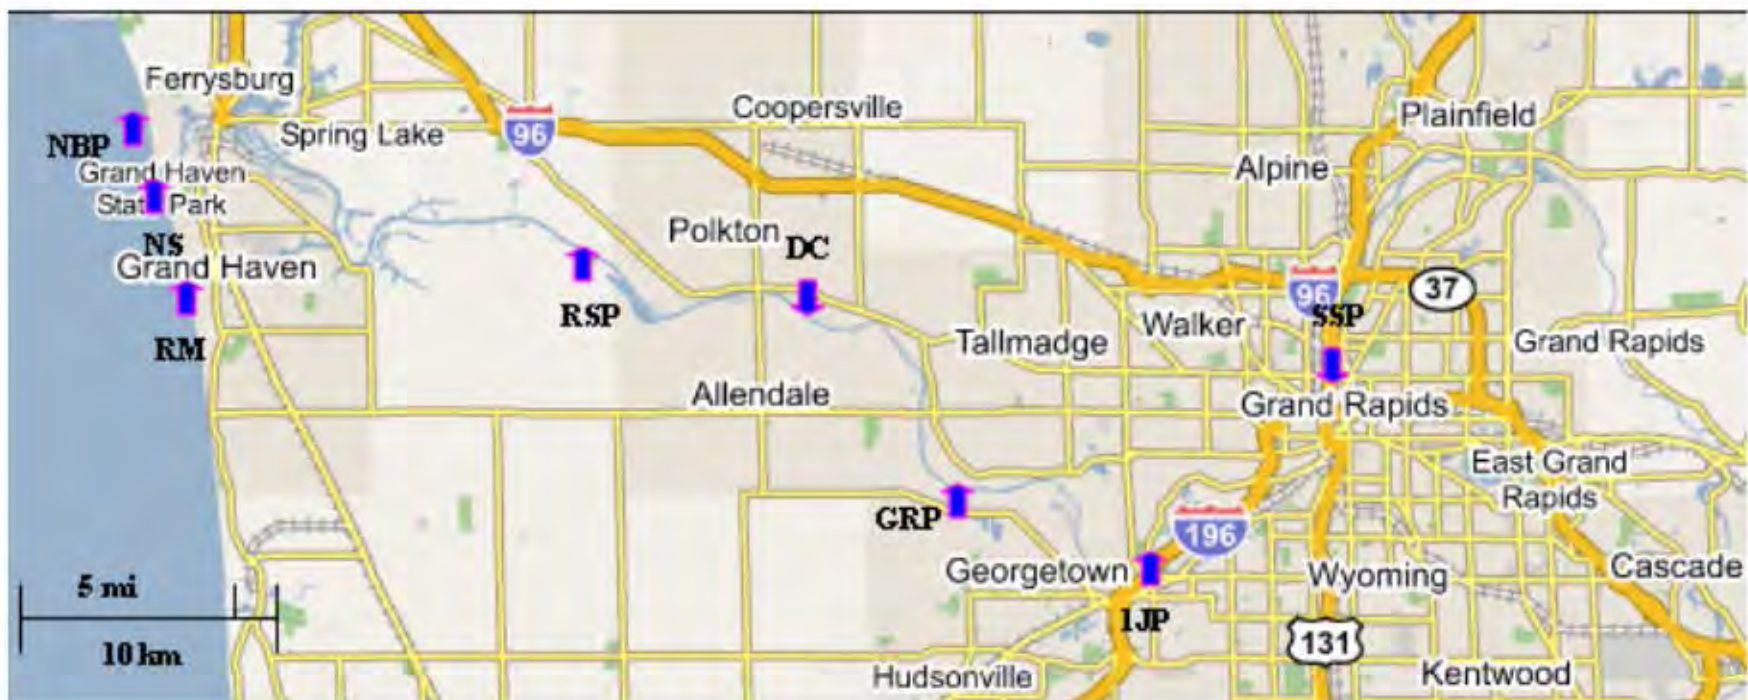 Ferrysburg
Coopersville
96
Spring Lake
Plainfield
NBP
Grand Haven
State Park
Alpine
Polkton
DC
NS
Grand Haven
RSP
96
37
SSP
Walker
Tallmadge
Grand Rapids
RM
Allendale
Grand Rapids
East Grand
Rapids
GRP
196
Georgetown
Wyoming
Cascade
5 mi
10 km
IJP
131
Hudsonville
Kentwood